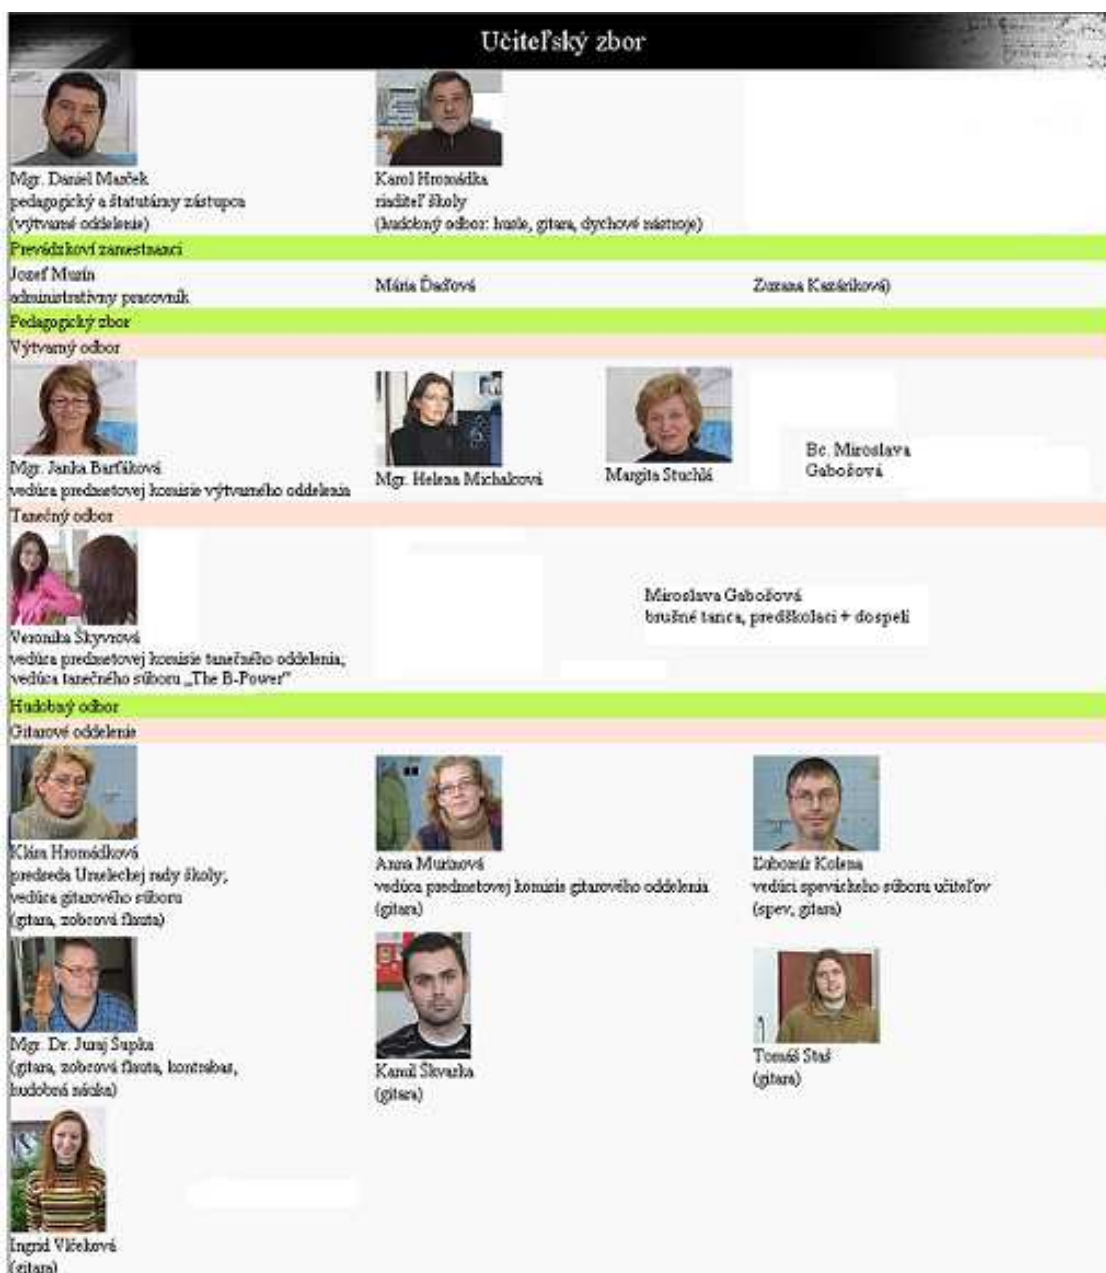 Učiteľský zbor
Mgr. Daniel Marček
pedagogický a štatutárny zástupca
(výtvarné oddelenie)
Karol Hromádka
riaditeľ školy
(hudobný odbor: husle, gitara, dychové nástroje)
Prevádzkoví zamestnanci
Jozef Murín
administratívny pracovník
Mária Ďaďová
Zuzana Kazáriková)
Pedagogický zbor
Výtvarný odbor
Mgr. Janka Barťáková
vedúca predmetovej komisie výtvarného oddelenia
Mgr. Helena Michalcová
Margita Stuchlá
Bc. Miroslava
Gabošová
Tanečný odbor
Veronika Škyvrová
vedúca predmetovej komisie tanečného oddelenia,
vedúca tanečného súboru „The B-Power"
Miroslava Gabošová
brušné tance, predškolaci + dospeli
Hudobný odbor
Gitarové oddelenie
Klára Hromádková
predseda Umeleckej rady školy;
vedúca gitarového súboru
(gitara, zobcová flauta)
Anna Murínová
vedúca predmetovej komisie gitarového oddelenia
(gitara)
Ľubomír Kolena
vedúci speváckeho súboru učiteľov
(spev, gitara)
Mgr. Dr. Juraj Šupka
(gitara, zobcová flauta, kontrabas,
hudobná náuka)
Kamil Škvarka
(gitara)
Tomáš Staš
(gitara)
Ingrid Vlčeková
(gitara)